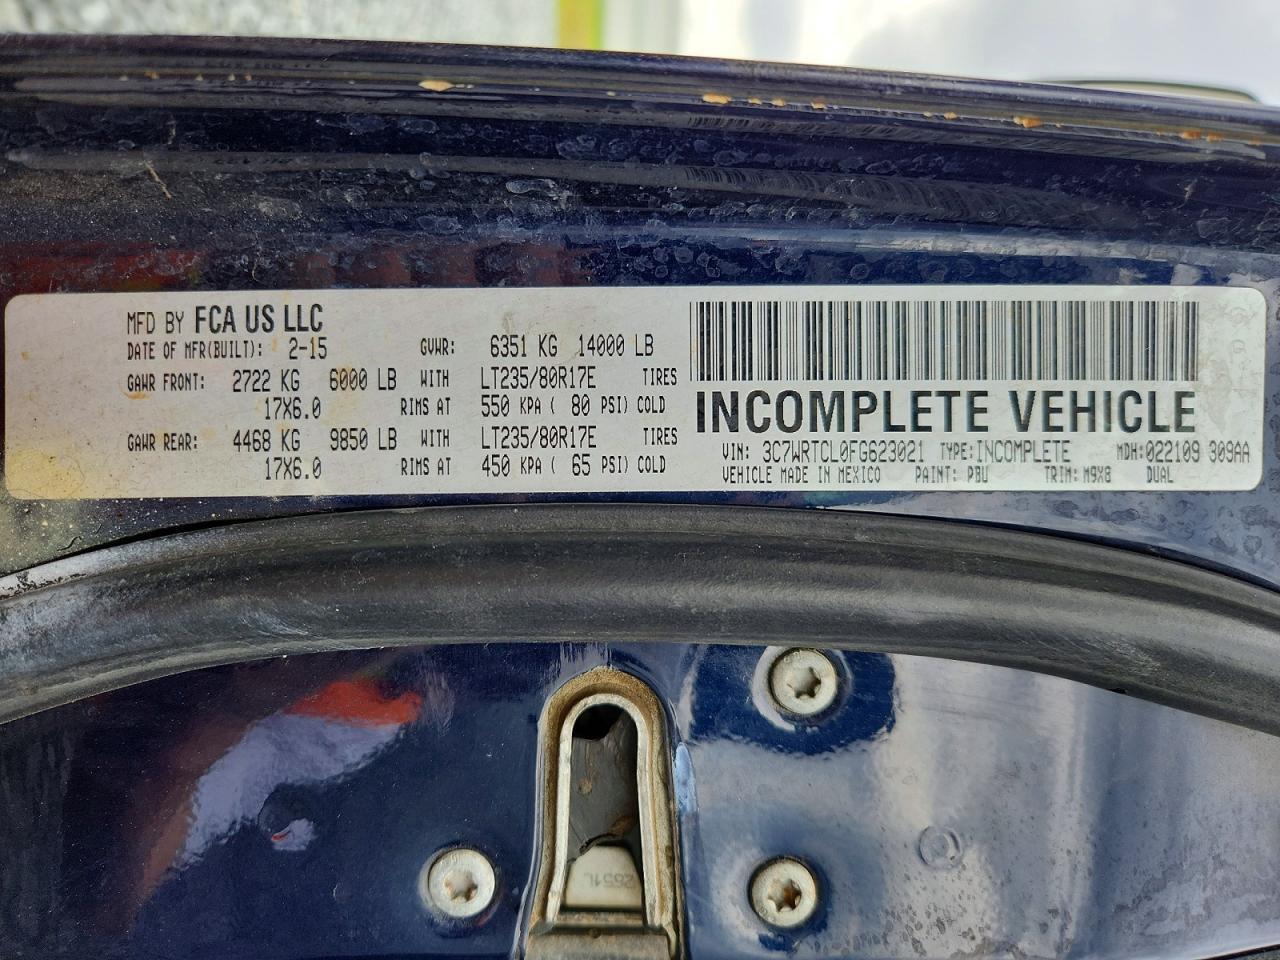 MFD BY FCA US LLC
DATE OF MFR(BUILT): 2-15 GVWR: 6351 KG 14000 LB
GAWR FRONT: 2722 KG 6000 LB WITH LT235/80R17E TIRES
17X6.0 RIMS AT 550 KPA ( 80 PSI) COLD
GAWR REAR: 4468 KG 9850 LB WITH LT235/80R17E TIRES
17X6.0 RIMS AT 450 KPA ( 65 PSI) COLD
INCOMPLETE VEHICLE
VIN: 3C7WRTCL0FG623021 TYPE: INCOMPLETE MDH: 022109 309AA
VEHICLE MADE IN MEXICO PAINT: PBU TRIM: M9X8 DUAL